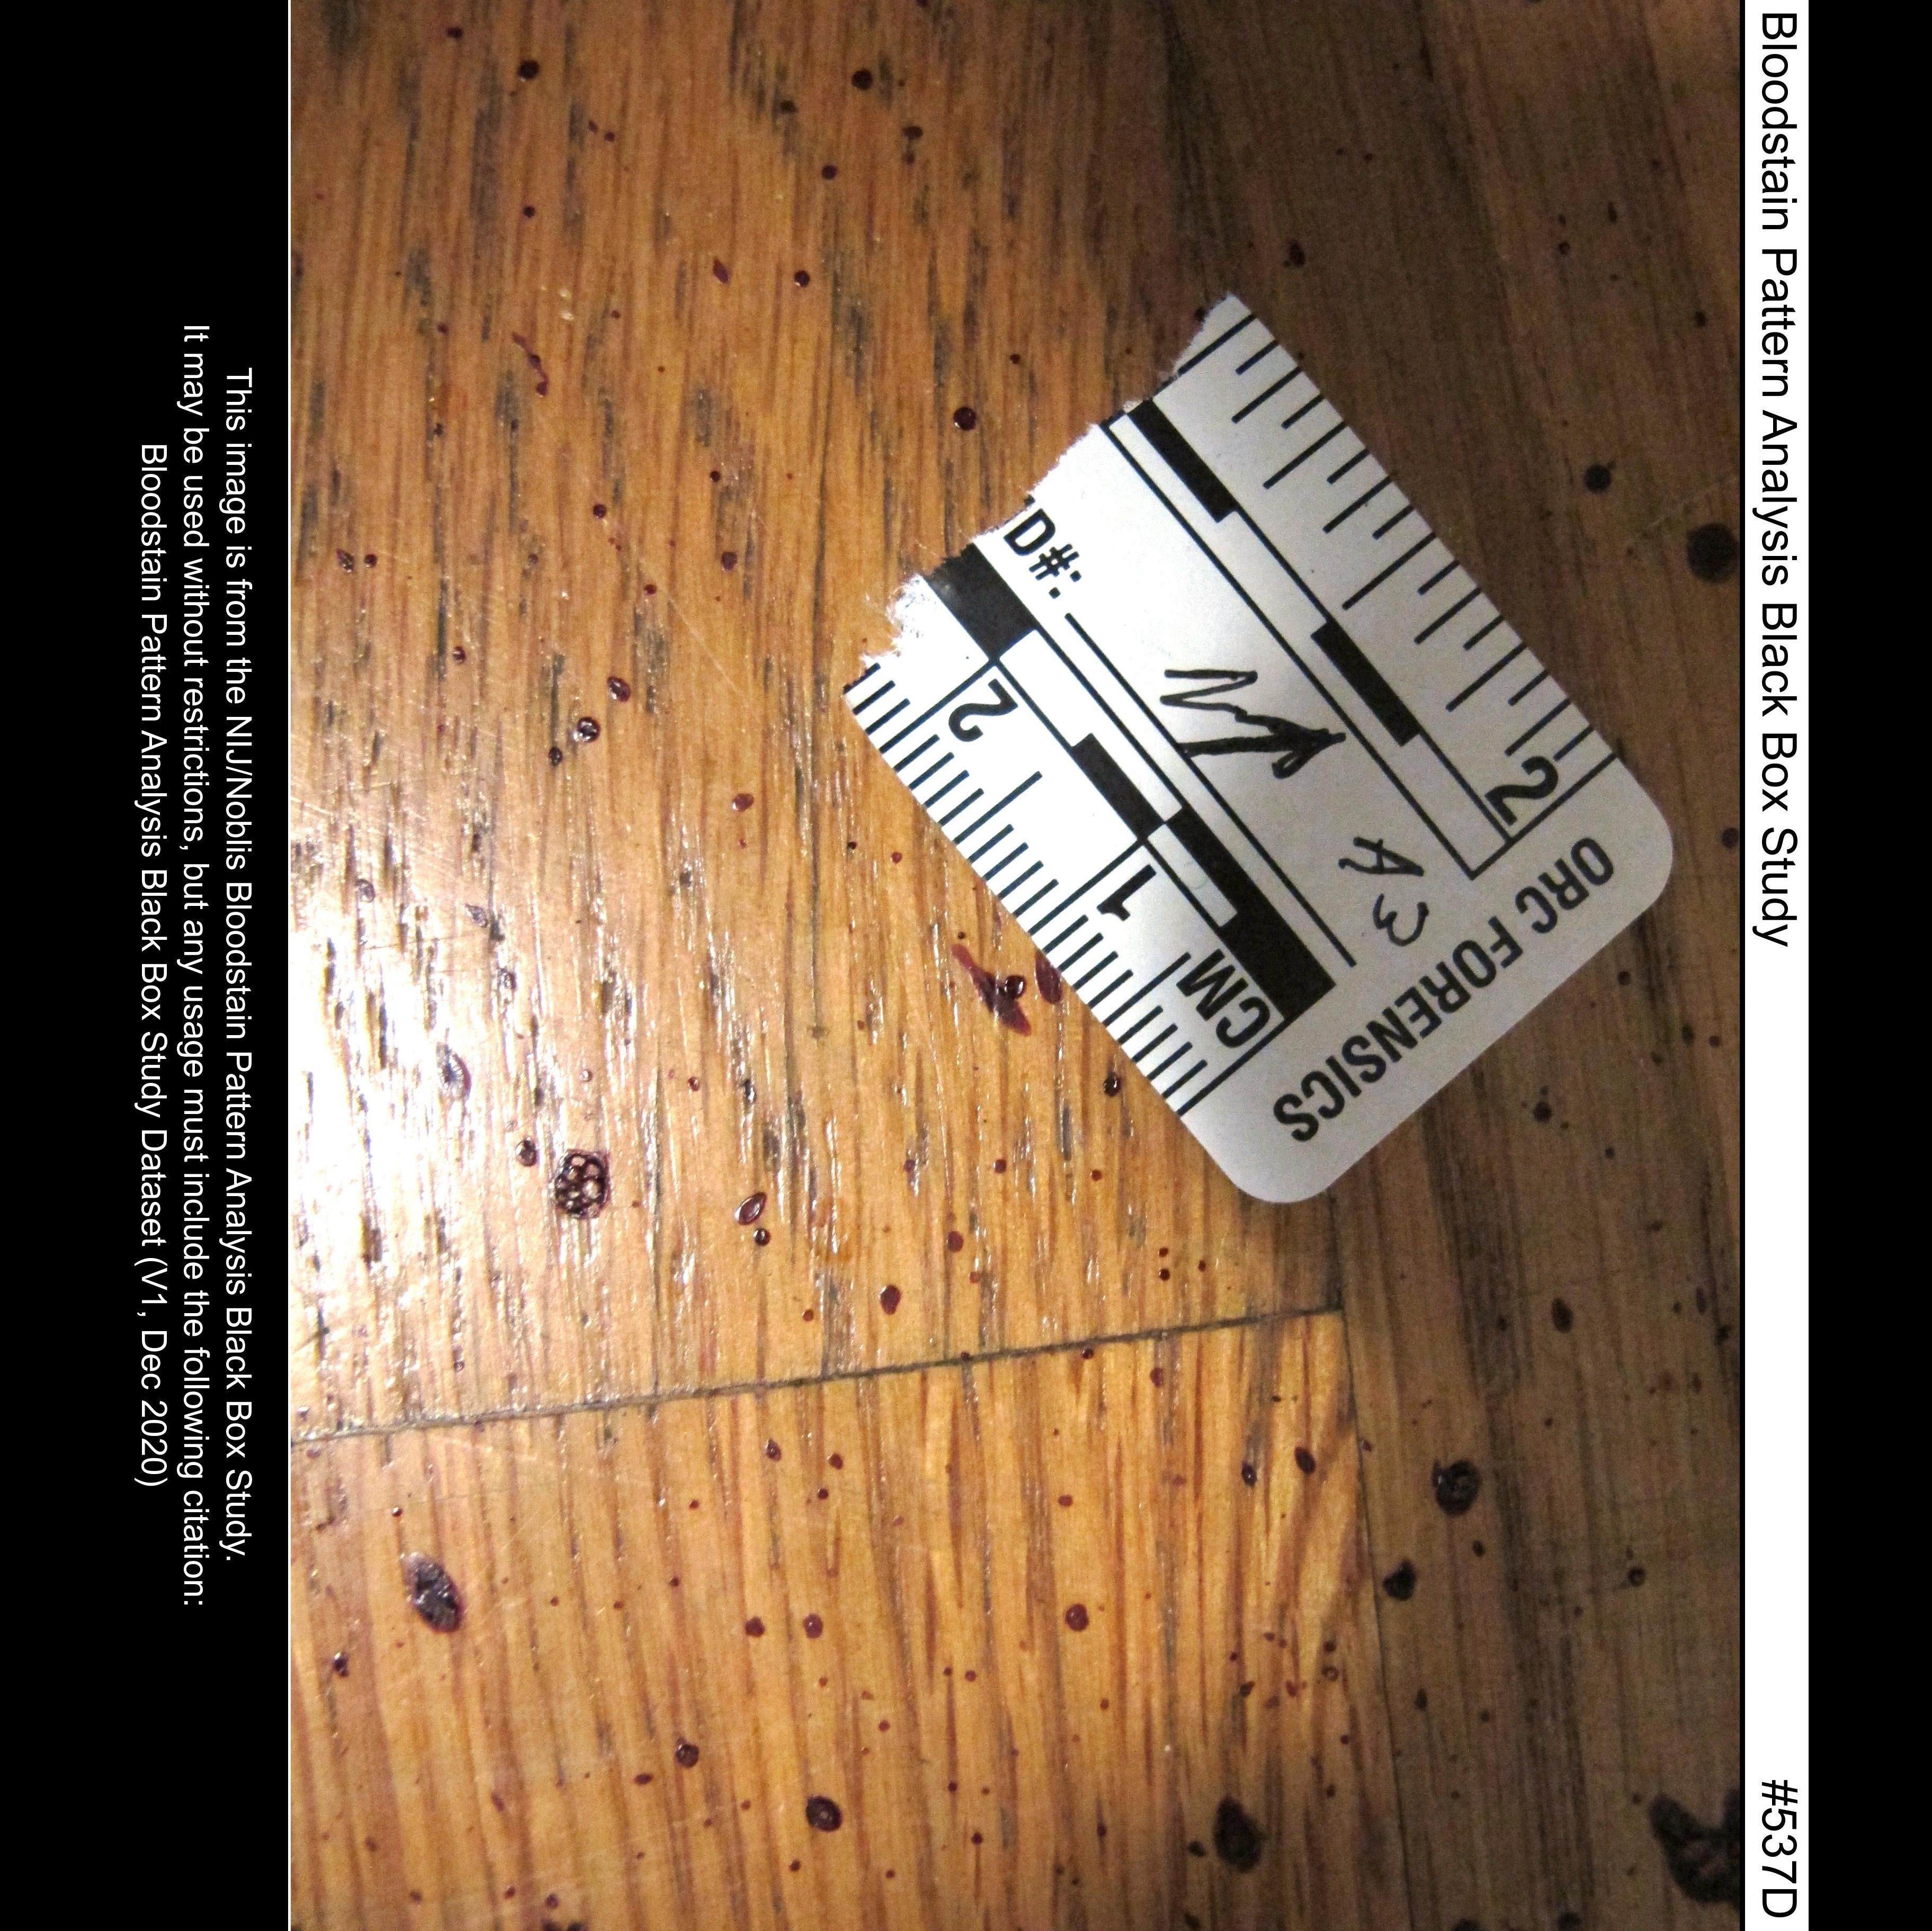 Bloodstain Pattern Analysis Black Box Study #537D
2
ORC FORENSICS
A3
D#:
2
1
CM
This image is from the NIJ/Noblis Bloodstain Pattern Analysis Black Box Study.
It may be used without restrictions, but any usage must include the following citation:
Bloodstain Pattern Analysis Black Box Study Dataset (V1, Dec 2020)